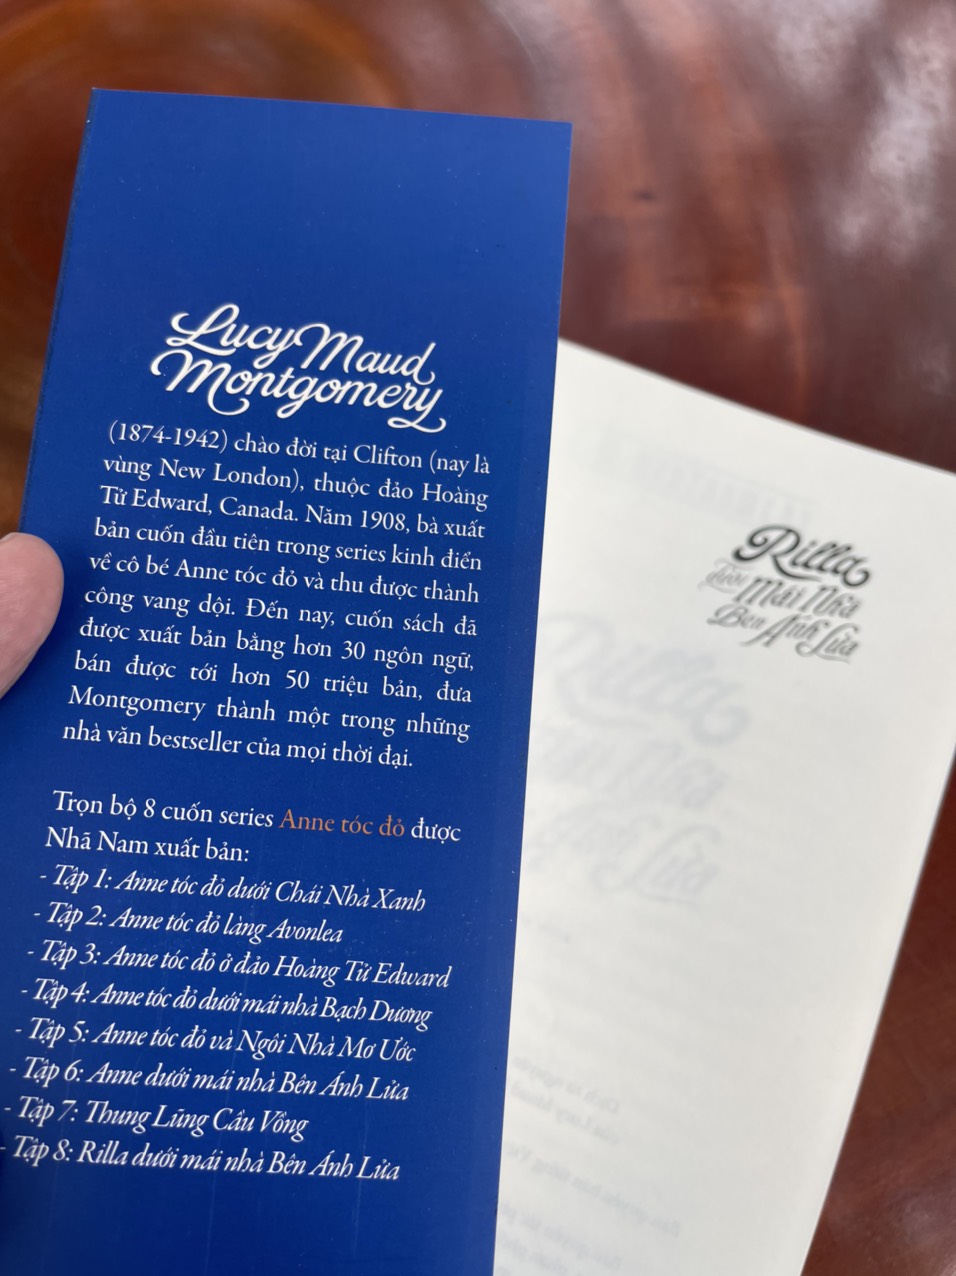 Lucy Maud
Montgomery
(1874-1942) chào đời tại Clifton (nay là
vùng New London), thuộc đảo Hoàng
Tử Edward, Canada. Năm 1908, bà xuất
bản cuốn đầu tiên trong series kinh điển
về cô bé Anne tóc đỏ và thu được thành
công vang dội. Đến nay, cuốn sách đã
được xuất bản bằng hơn 30 ngôn ngữ,
bán được tới hơn 50 triệu bản, đưa
Montgomery thành một trong những
nhà văn bestseller của mọi thời đại.
Trọn bộ 8 cuốn series Anne tóc đỏ được
Nhã Nam xuất bản:
- Tập 1: Anne tóc đỏ dưới Chái Nhà Xanh
- Tập 2: Anne tóc đỏ làng Avonlea
- Tập 3: Anne tóc đỏ ở đảo Hoàng Tử Edward
- Tập 4: Anne tóc đỏ dưới mái nhà Bạch Dương
- Tập 5: Anne tóc đỏ và Ngôi Nhà Mơ Ước
- Tập 6: Anne dưới mái nhà Bên Ánh Lửa
- Tập 7: Thung Lũng Cầu Vồng
- Tập 8: Rilla dưới mái nhà Bên Ánh Lửa
Rilla
Dưới Mái Nhà
Bên Ánh Lửa